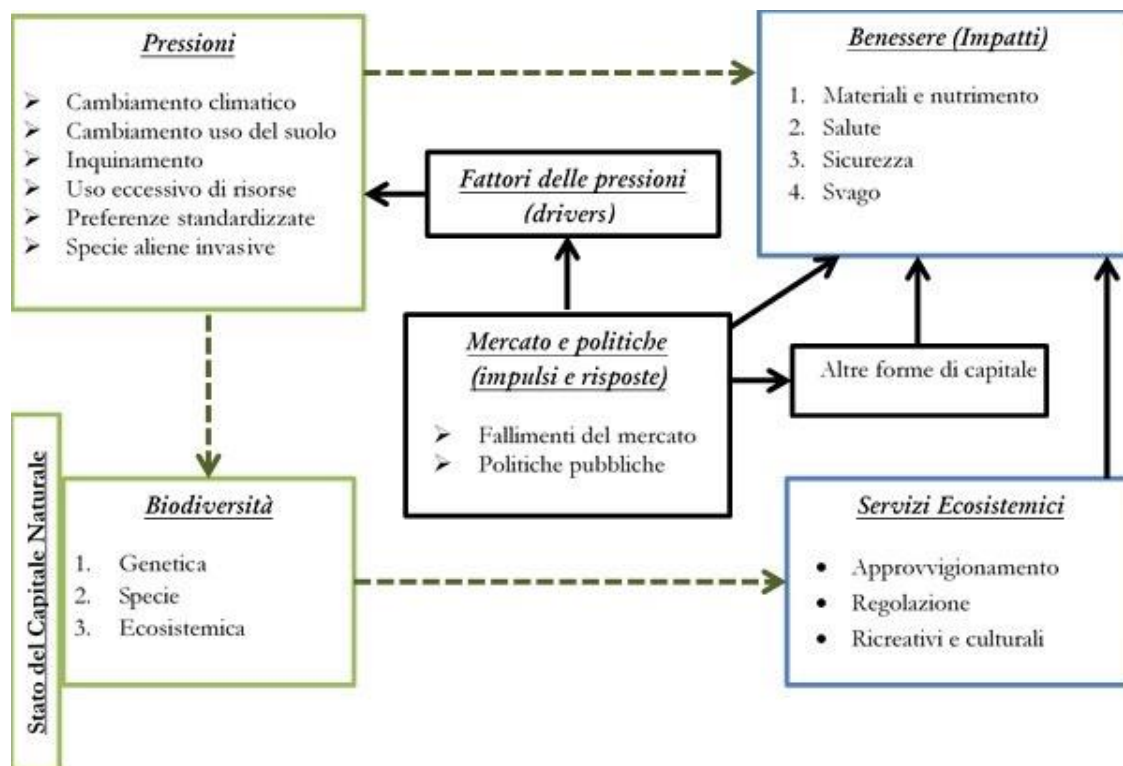 Pressioni
➤ Cambiamento climatico
➤ Cambiamento uso del suolo
➤ Inquinamento
➤ Uso eccessivo di risorse
➤ Preferenze standardizzate
➤ Specie aliene invasive
Benessere (Impatti)
1. Materiali e nutrimento
2. Salute
3. Sicurezza
4. Svago
Fattori delle pressioni
(drivers)
Mercato e politiche
(impulsi e risposte)
➤ Fallimenti del mercato
➤ Politiche pubbliche
Altre forme di capitale
Stato del Capitale Naturale
Biodiversità
1. Genetica
2. Specie
3. Ecosistemica
Servizi Ecosistemici
• Approvvigionamento
• Regolazione
• Ricreativi e culturali